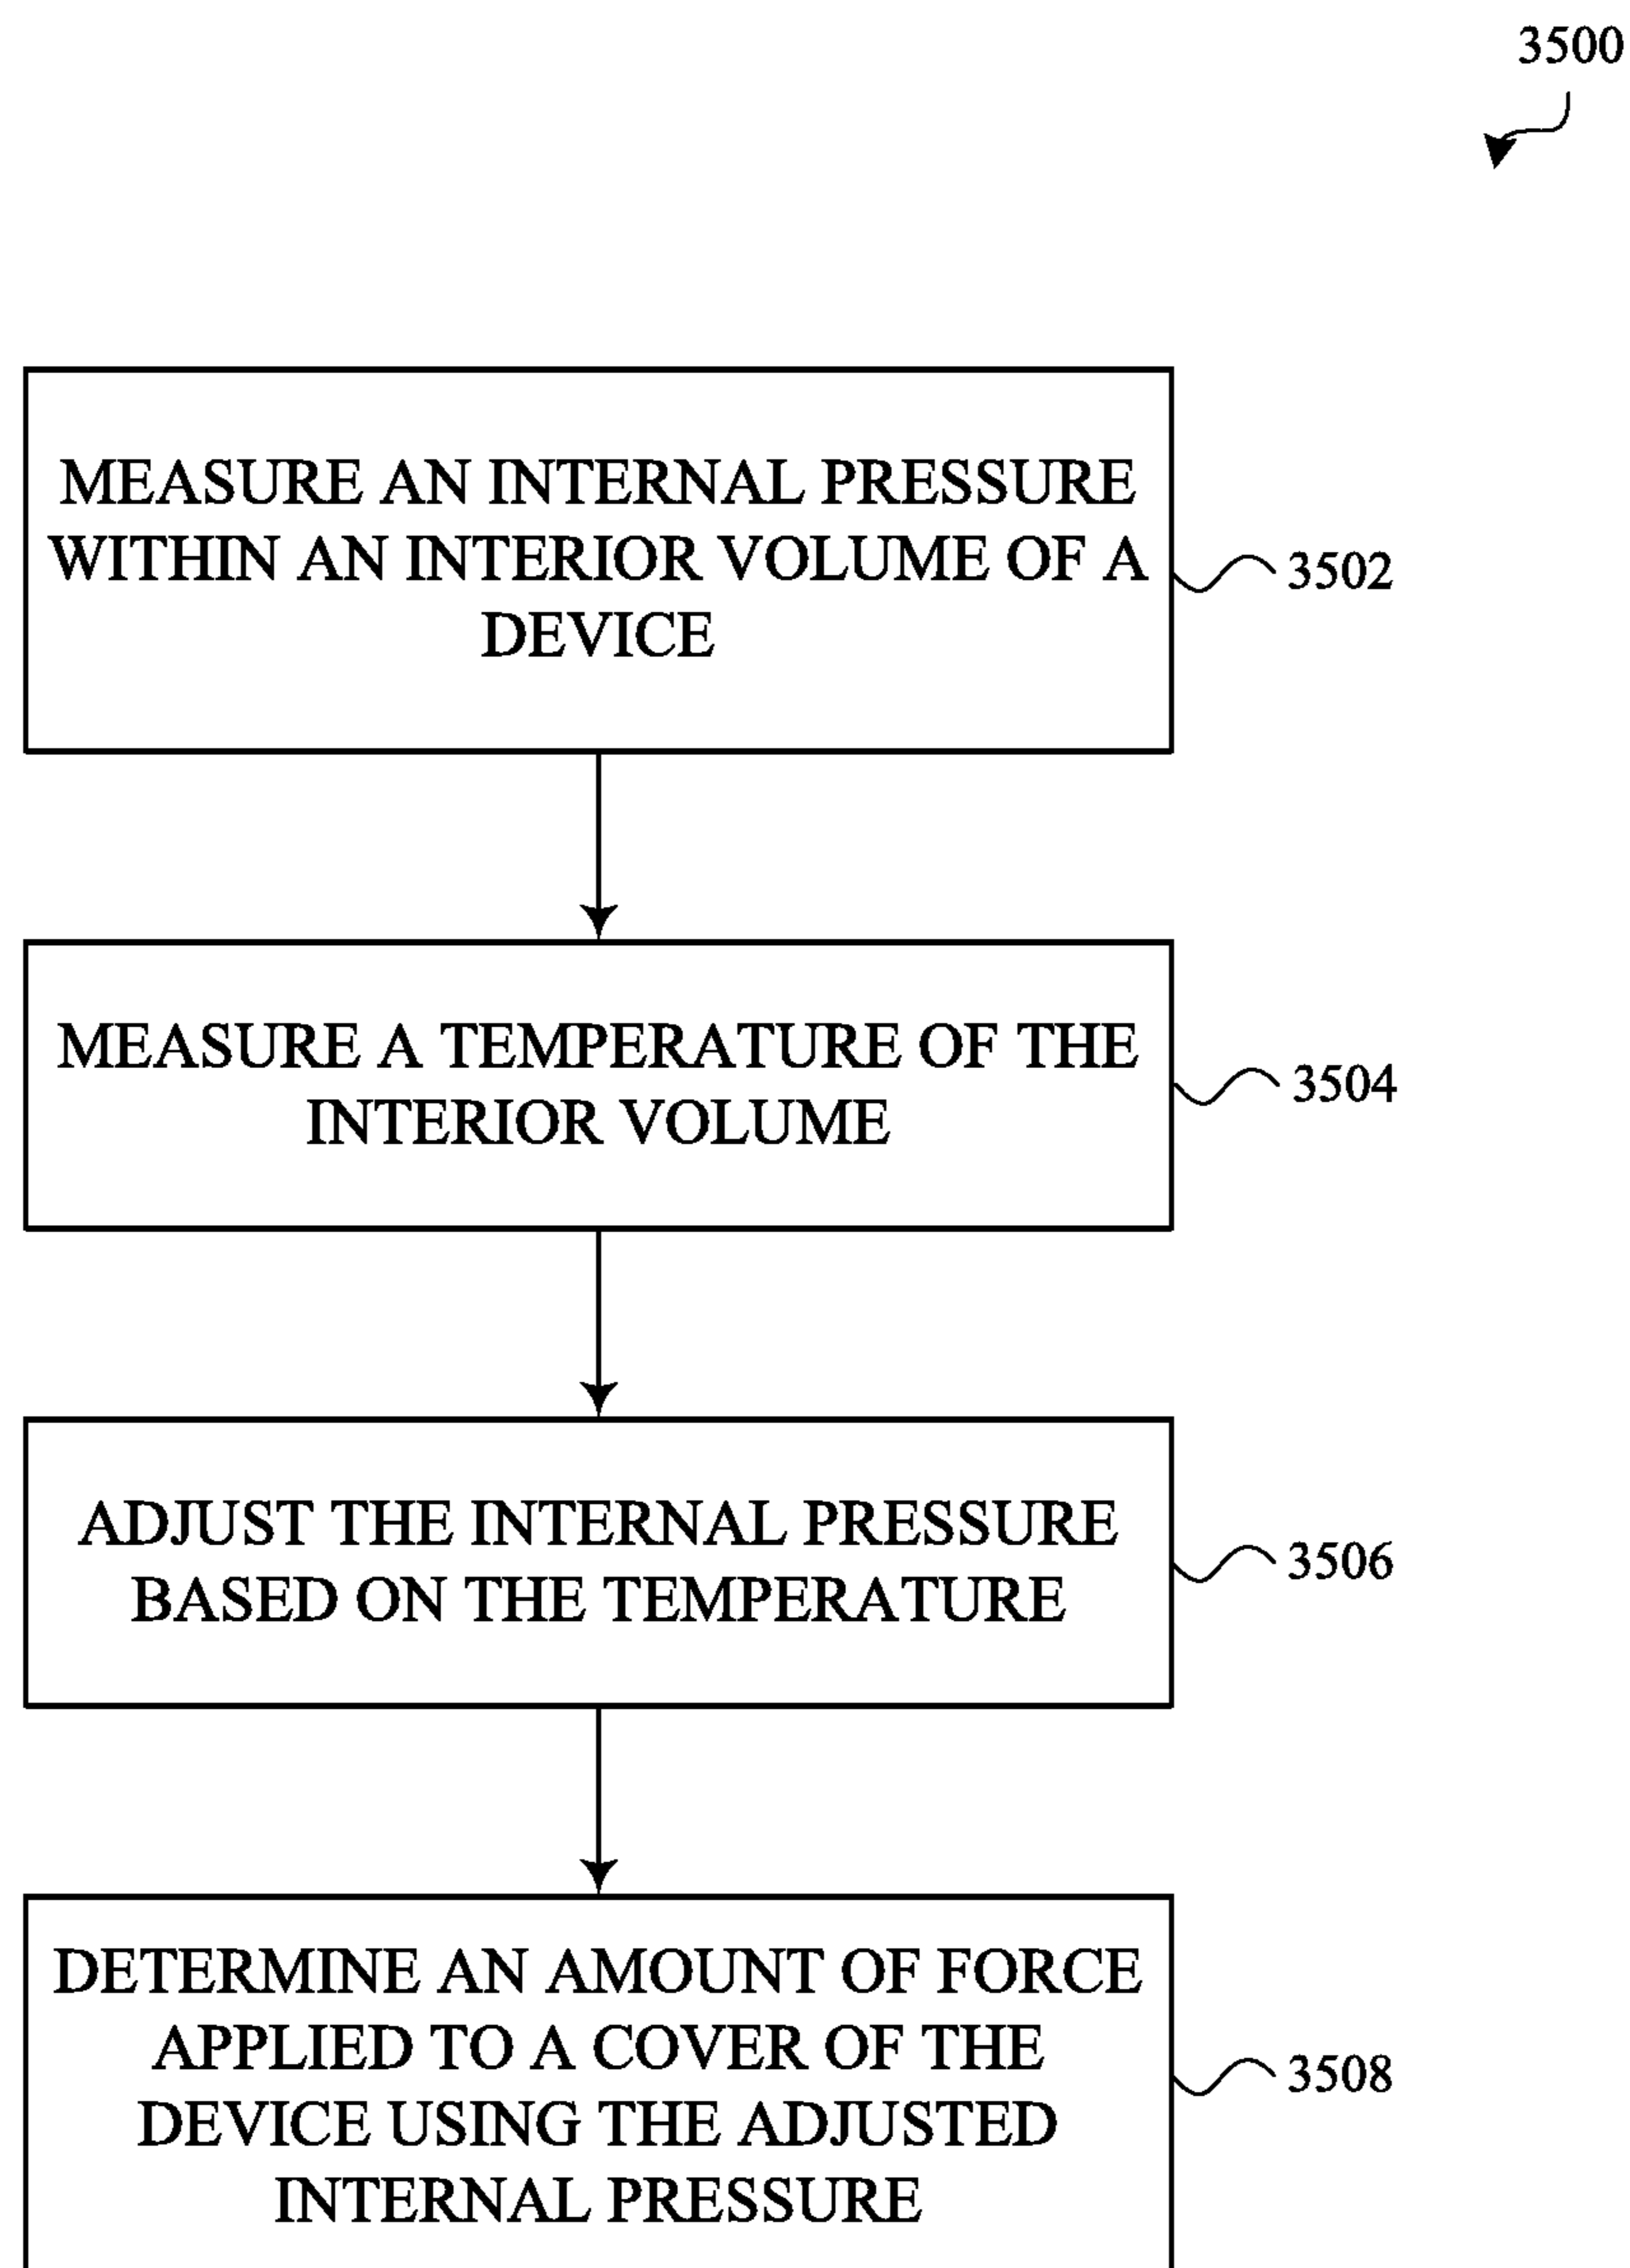 3500
MEASURE AN INTERNAL PRESSURE
WITHIN AN INTERIOR VOLUME OF A
DEVICE
3502
MEASURE A TEMPERATURE OF THE
INTERIOR VOLUME
3504
ADJUST THE INTERNAL PRESSURE
BASED ON THE TEMPERATURE
3506
DETERMINE AN AMOUNT OF FORCE
APPLIED TO A COVER OF THE
DEVICE USING THE ADJUSTED
INTERNAL PRESSURE
3508